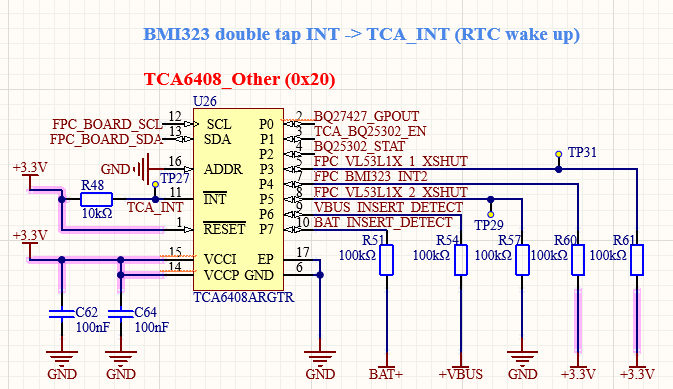 BMI323 double tap INT -> TCA_INT (RTC wake up)
TCA6408_Other (0x20)
U26
FPC_BOARD_SCL 12 SCL P0 2 BQ27427_GPOUT
FPC_BOARD_SDA 13 SDA P1 3 TCA_BQ25302_EN
P2 4 BQ25302_STAT
GND 16 ADDR P3 5 FPC_VL53L1X_1_XSHUT TP31
+3.3V TP27 P4 7 FPC_BMI323_INT2
R48 10kΩ TCA_INT 11 INT P5 8 FPC_VL53L1X_2_XSHUT
P6 9 VBUS_INSERT_DETECT TP29
1 RESET P7 10 BAT_INSERT_DETECT
+3.3V R51 R54 R57 R60 R61
15 VCCI EP 17 100kΩ 100kΩ 100kΩ 100kΩ 100kΩ
14 VCCP GND 6
TCA6408ARGTR
C62 C64
100nF 100nF
GND GND GND BAT+ +VBUS GND +3.3V +3.3V